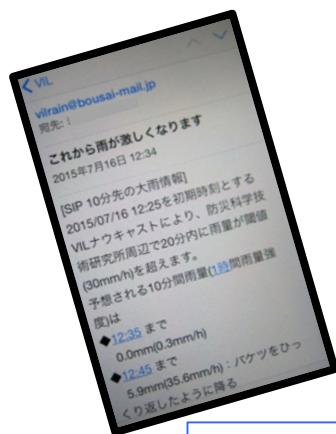 VIL
vilrain@bousai-mail.jp
宛先:
これから雨が激しくなります
2015年7月16日 12:34
[SIP 10分先の大雨情報]
2015/07/16 12:25を初期時刻とする
VILナウキャストにより、防災科学技
術研究所周辺で20分内に雨量が閾値
(30mm/h)を超えます。
予想される10分間雨量(1時間雨量強
度)は
◆12:35 まで
0.0mm(0.3mm/h)
◆12:45 まで
5.9mm(35.6mm/h):バケツをひっ
くり返したように降る